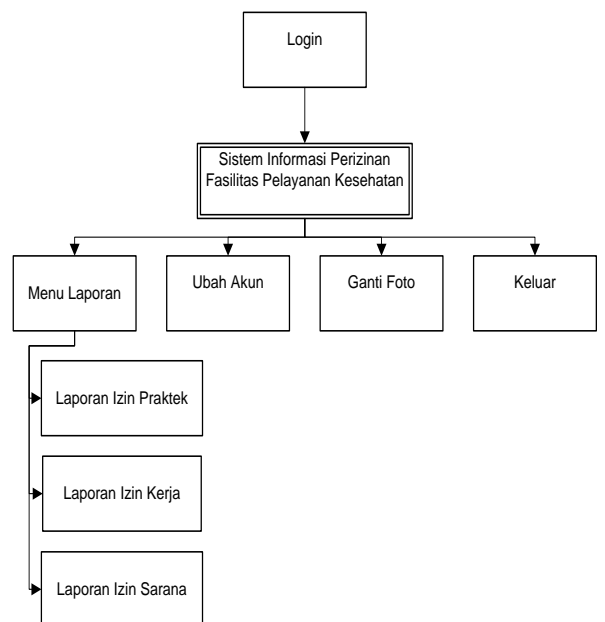 Login
Sistem Informasi Perizinan
Fasilitas Pelayanan Kesehatan
Menu Laporan
Ubah Akun
Ganti Foto
Keluar
Laporan Izin Praktek
Laporan Izin Kerja
Laporan Izin Sarana